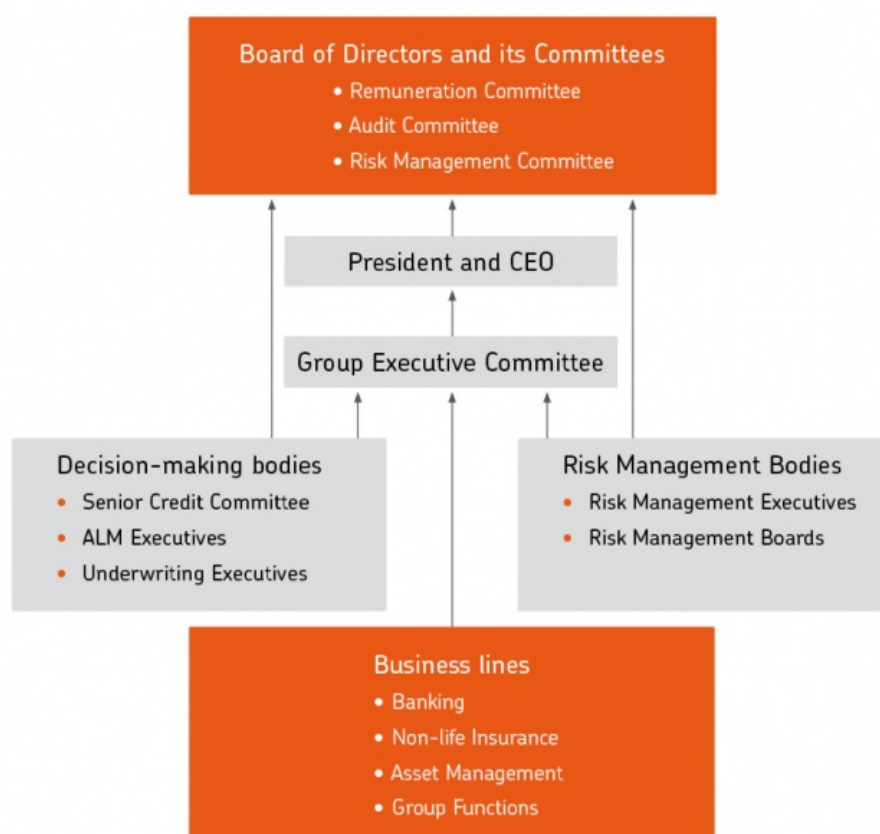 Board of Directors and its Committees
• Remuneration Committee
• Audit Committee
• Risk Management Committee
President and CEO
Group Executive Committee
Decision-making bodies
• Senior Credit Committee
• ALM Executives
• Underwriting Executives
Risk Management Bodies
• Risk Management Executives
• Risk Management Boards
Business lines
• Banking
• Non-life Insurance
• Asset Management
• Group Functions